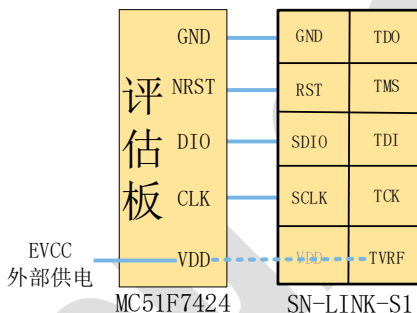 GND GND TDO
NRST RST TMS
评估板
DIO SDIO TDI
CLK SCLK TCK
EVCC
外部供电
VDD VDD TVRF
MC51F7424 SN-LINK-S1